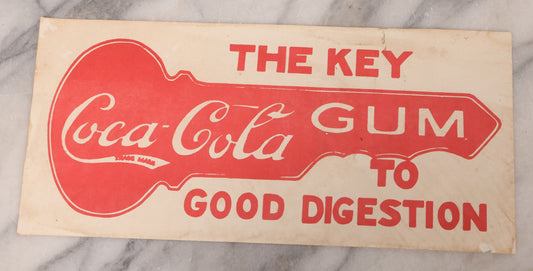 THE KEY
Coca-Cola GUM
TRADE MARK
TO
GOOD DIGESTION